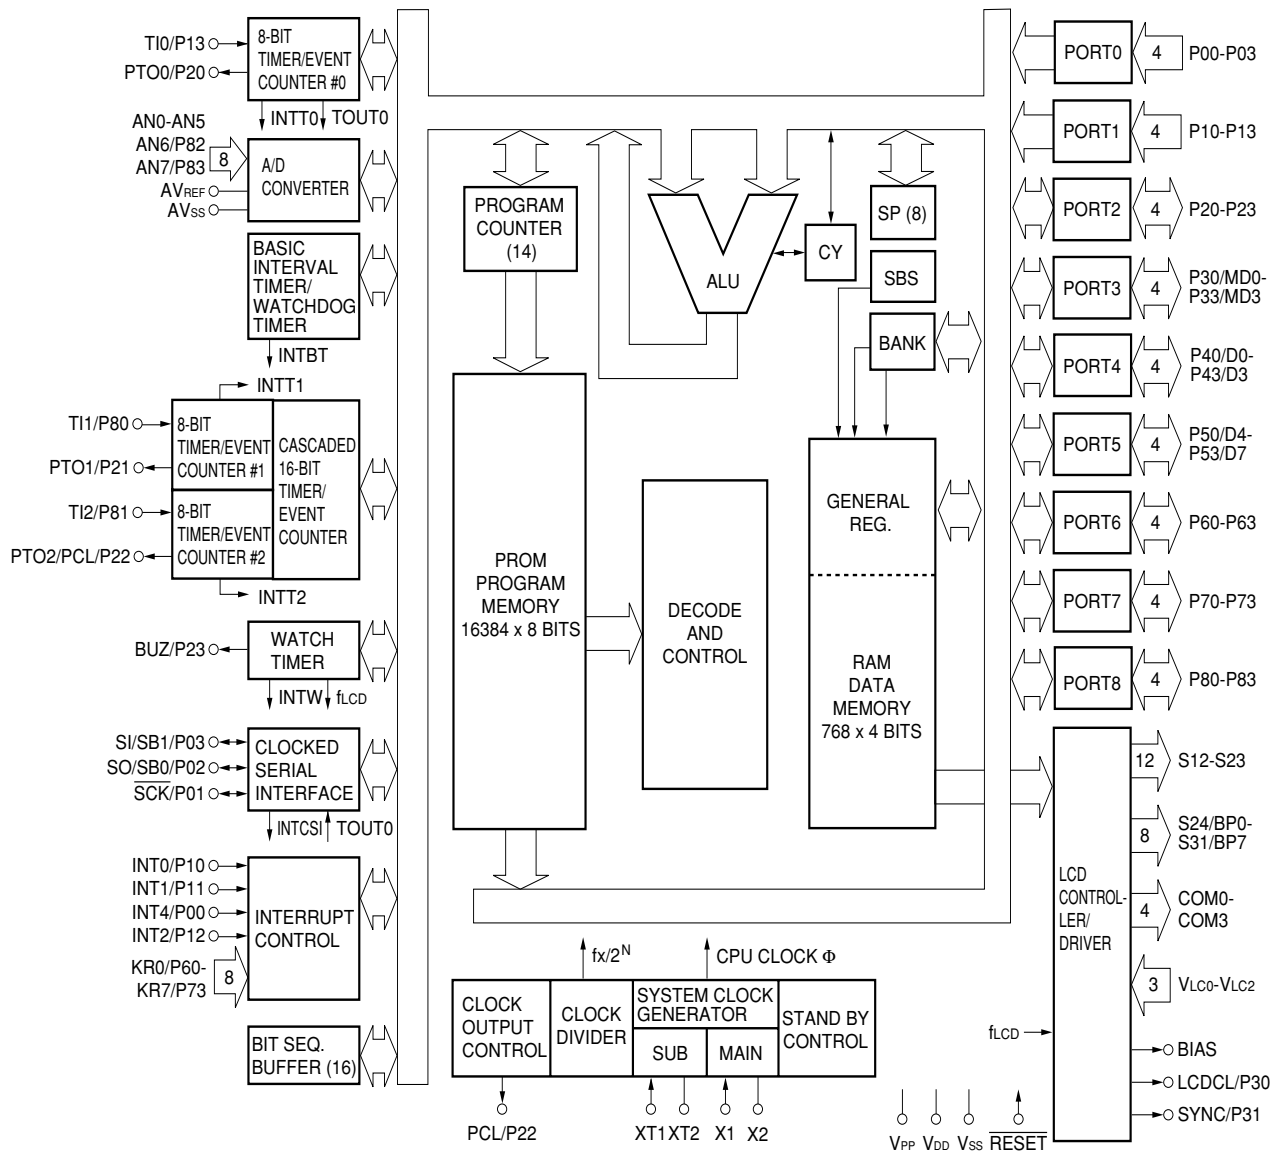 TI0/P13
PTO0/P20
8-BIT
TIMER/EVENT
COUNTER #0
INTT0
TOUT0
AN0-AN5
AN6/P82
AN7/P83
8
AVREF
AVSS
A/D
CONVERTER
BASIC
INTERVAL
TIMER/
WATCHDOG
TIMER
INTBT
INTT1
TI1/P80
PTO1/P21
8-BIT
TIMER/EVENT
COUNTER #1
TI2/P81
PTO2/PCL/P22
8-BIT
TIMER/EVENT
COUNTER #2
CASCADED
16-BIT
TIMER/
EVENT
COUNTER
INTT2
BUZ/P23
WATCH
TIMER
INTW
fLCD
SI/SB1/P03
SO/SB0/P02
S̅C̅K̅/P01
CLOCKED
SERIAL
INTERFACE
INTCSI
TOUT0
INT0/P10
INT1/P11
INT4/P00
INT2/P12
KR0/P60-
KR7/P73
8
INTERRUPT
CONTROL
BIT SEQ.
BUFFER (16)
PROGRAM
COUNTER
(14)
ALU
CY
SP (8)
SBS
BANK
PROM
PROGRAM
MEMORY
16384 x 8 BITS
DECODE
AND
CONTROL
GENERAL
REG.
RAM
DATA
MEMORY
768 x 4 BITS
fx/2^N
CPU CLOCK Φ
CLOCK
OUTPUT
CONTROL
CLOCK
DIVIDER
SYSTEM CLOCK
GENERATOR
SUB
MAIN
STAND BY
CONTROL
PCL/P22
XT1
XT2
X1
X2
VPP
VDD
VSS
R̅E̅S̅E̅T̅
PORT0
4
P00-P03
PORT1
4
P10-P13
PORT2
4
P20-P23
PORT3
4
P30/MD0-
P33/MD3
PORT4
4
P40/D0-
P43/D3
PORT5
4
P50/D4-
P53/D7
PORT6
4
P60-P63
PORT7
4
P70-P73
PORT8
4
P80-P83
LCD
CONTROL-
LER/
DRIVER
12
S12-S23
8
S24/BP0-
S31/BP7
4
COM0-
COM3
3
VLC0-VLC2
fLCD
BIAS
LCDCL/P30
SYNC/P31